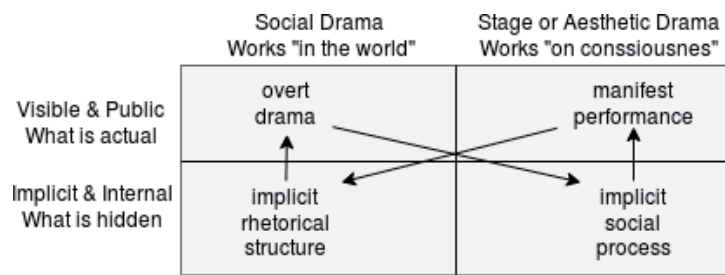 Social Drama
Works "in the world"
Stage or Aesthetic Drama
Works "on conssiousnes"
Visible & Public
What is actual
overt
drama
manifest
performance
Implicit & Internal
What is hidden
implicit
rhetorical
structure
implicit
social
process